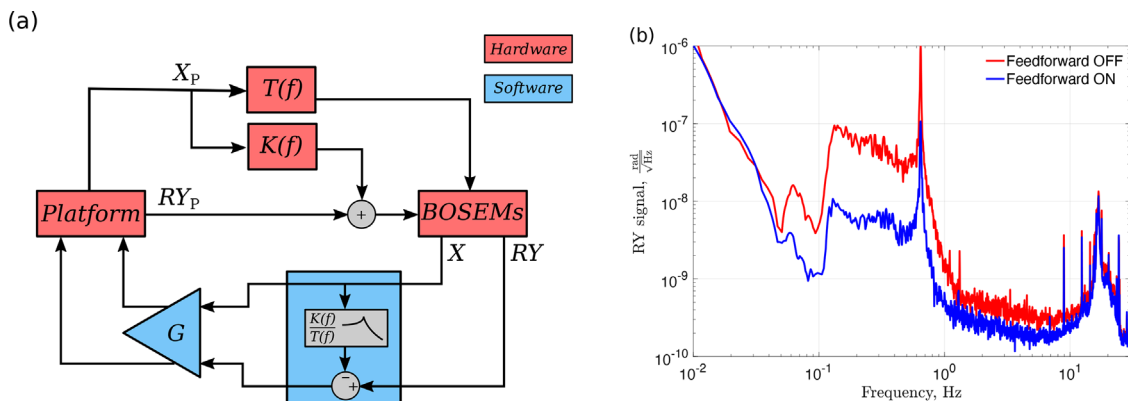 (a)
Hardware
Software
X_P
T(f)
K(f)
Platform
RY_P
+
BOSEMs
X
RY
G
K(f)
T(f)
−
+
(b)
Feedforward OFF
Feedforward ON
RY signal, rad/√Hz
10^-6
10^-7
10^-8
10^-9
10^-10
10^-2
10^-1
10^0
10^1
Frequency, Hz